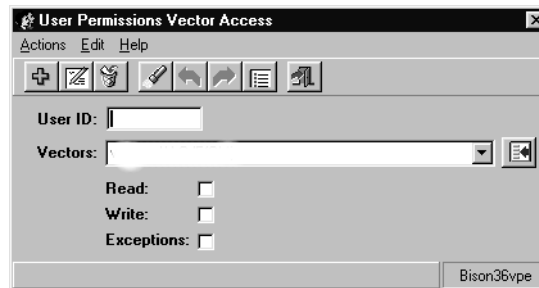 User Permissions Vector Access
Actions Edit Help
User ID:
Vectors:
Read:
Write:
Exceptions:
Bison36vpe